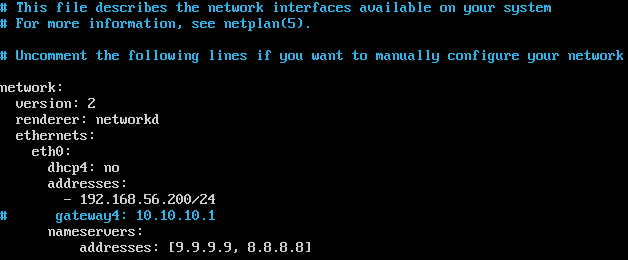 # This file describes the network interfaces available on your system
# For more information, see netplan(5).
# Uncomment the following lines if you want to manually configure your network
network:
  version: 2
  renderer: networkd
  ethernets:
    eth0:
      dhcp4: no
      addresses:
        - 192.168.56.200/24
#      gateway4: 10.10.10.1
      nameservers:
          addresses: [9.9.9.9, 8.8.8.8]